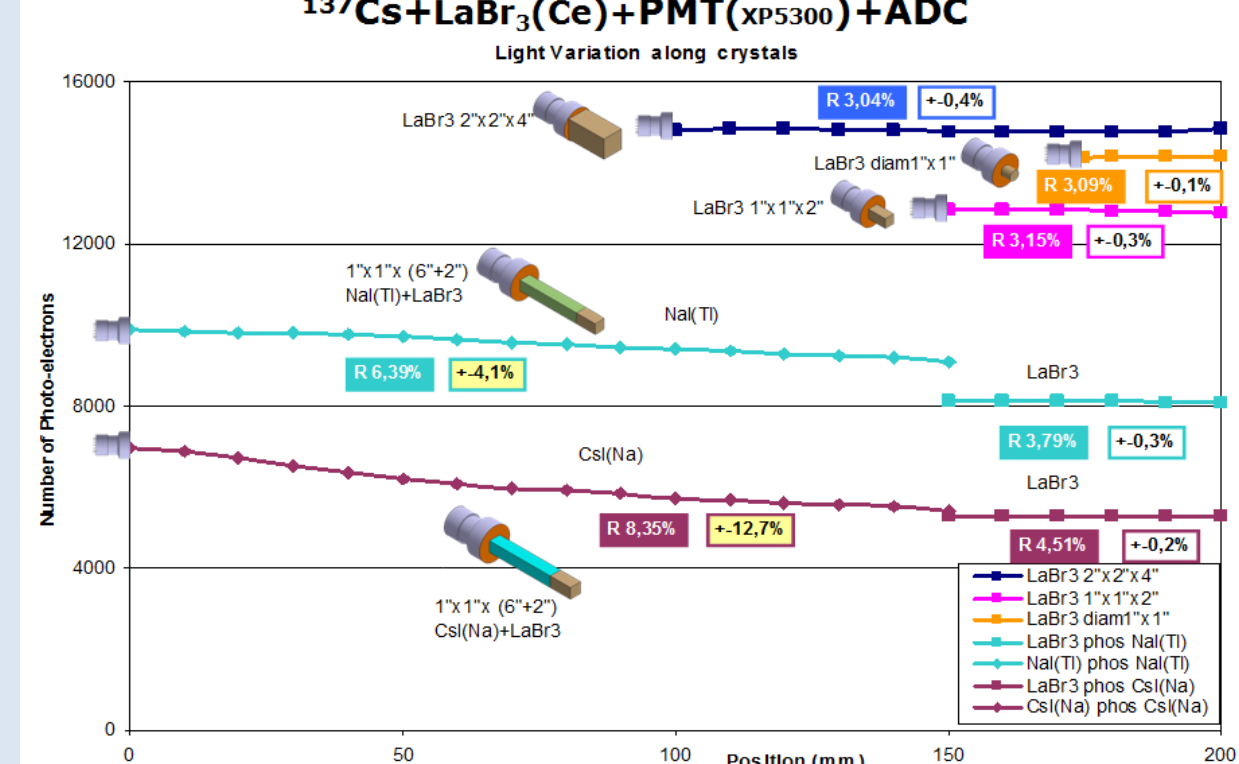 ¹³⁷Cs+LaBr₃(Ce)+PMT(XP5300)+ADC
Light Variation along crystals
16000
R 3,04%
+-0,4%
LaBr3 2"x2"x4"
LaBr3 diam1"x1"
R 3,09%
+-0,1%
LaBr3 1"x1"x2"
12000
R 3,15%
+-0,3%
1"x1"x (6"+2")
NaI(Tl)+LaBr3
NaI(Tl)
R 6,39%
+-4,1%
LaBr3
8000
R 3,79%
+-0,3%
CsI(Na)
LaBr3
R 8,35%
+-12,7%
R 4,51%
+-0,2%
4000
1"x1"x (6"+2")
CsI(Na)+LaBr3
LaBr3 2"x2"x4"
LaBr3 1"x1"x2"
LaBr3 diam1"x1"
LaBr3 phos NaI(Tl)
NaI(Tl) phos NaI(Tl)
LaBr3 phos CsI(Na)
CsI(Na) phos CsI(Na)
0
0
50
100
150
200
Position (mm)
Number of Photo-electrons